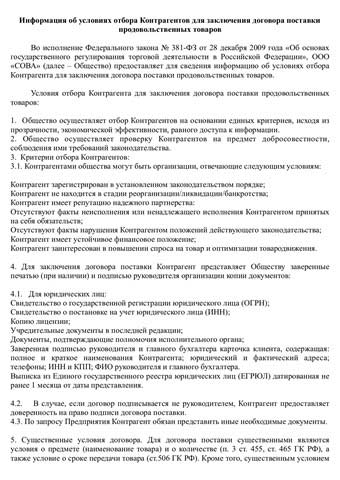 Информация об условиях отбора Контрагентов для заключения договора поставки
продовольственных товаров
Во исполнение Федерального закона № 381-ФЗ от 28 декабря 2009 года «Об основах
государственного регулирования торговой деятельности в Российской Федерации», ООО
«СОВА» (далее – Общество) предоставляет для сведения информацию об условиях отбора
Контрагента для заключения договора поставки продовольственных товаров.
Условия отбора Контрагента для заключения договора поставки продовольственных
товаров:
1. Общество осуществляет отбор Контрагентов на основании единых критериев, исходя из
прозрачности, экономической эффективности, равного доступа к информации.
2. Общество осуществляет проверку Контрагентов на предмет добросовестности,
соблюдения ими требований законодательства.
3. Критерии отбора Контрагентов:
3.1. Контрагентами общества могут быть организации, отвечающие следующим условиям:
Контрагент зарегистрирован в установленном законодательством порядке;
Контрагент не находится в стадии реорганизации/ликвидации/банкротства;
Контрагент имеет репутацию надежного партнера:
Отсутствуют факты неисполнения или ненадлежащего исполнения Контрагентом принятых
на себя обязательств;
Отсутствуют факты нарушения Контрагентом положений действующего законодательства;
Контрагент имеет устойчивое финансовое положение;
Контрагент заинтересован в повышении спроса на товар и оптимизации товародвижения.
4. Для заключения договора поставки Контрагент представляет Обществу заверенные
печатью (при наличии) и подписью руководителя организации копии документов:
4.1. Для юридических лиц:
Свидетельство о государственной регистрации юридического лица (ОГРН);
Свидетельство о постановке на учет юридического лица (ИНН);
Копию лицензии;
Учредительные документы в последней редакции;
Документы, подтверждающие полномочия исполнительного органа;
Заверенная подписью руководителя и главного бухгалтера карточка клиента, содержащая:
полное и краткое наименования Контрагента; юридический и фактический адреса;
телефоны; ИНН и КПП; ФИО руководителя и главного бухгалтера.
Выписка из Единого государственного реестра юридических лиц (ЕГРЮЛ) датированная не
ранее 1 месяца от даты представления.
4.2. В случае, если договор подписывается не руководителем, Контрагент предоставляет
доверенность на право подписи договора поставки.
4.3. По запросу Предприятия Контрагент обязан представить иные необходимые документы.
5. Существенные условия договора. Для договора поставки существенными являются
условия о предмете (наименование товара) и о количестве (п. 3 ст. 455, ст. 465 ГК РФ), а
также условие о сроке передачи товара (ст.506 ГК РФ). Кроме того, существенным условием